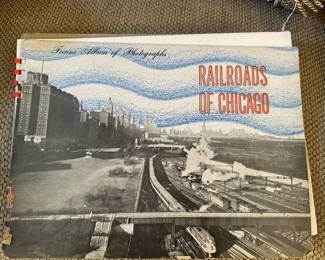 Trains Album of Photographs
RAILROADS
OF CHICAGO